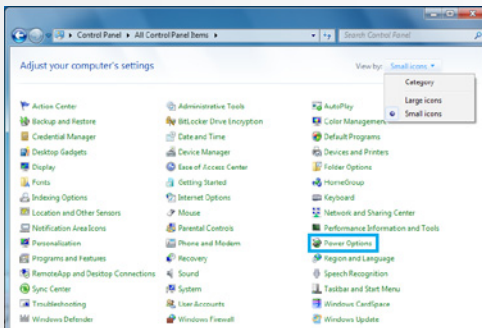 Control Panel ▸ All Control Panel Items ▸
Search Control Panel
Adjust your computer's settings
View by: Small icons
Category
Large icons
Small icons
Action Center
Administrative Tools
AutoPlay
Backup and Restore
BitLocker Drive Encryption
Color Management
Credential Manager
Date and Time
Default Programs
Desktop Gadgets
Device Manager
Devices and Printers
Display
Ease of Access Center
Folder Options
Fonts
Getting Started
HomeGroup
Indexing Options
Internet Options
Keyboard
Location and Other Sensors
Mouse
Network and Sharing Center
Notification Area Icons
Parental Controls
Performance Information and Tools
Personalization
Phone and Modem
Power Options
Programs and Features
Recovery
Region and Language
RemoteApp and Desktop Connections
Sound
Speech Recognition
Sync Center
System
Taskbar and Start Menu
Troubleshooting
User Accounts
Windows CardSpace
Windows Defender
Windows Firewall
Windows Update